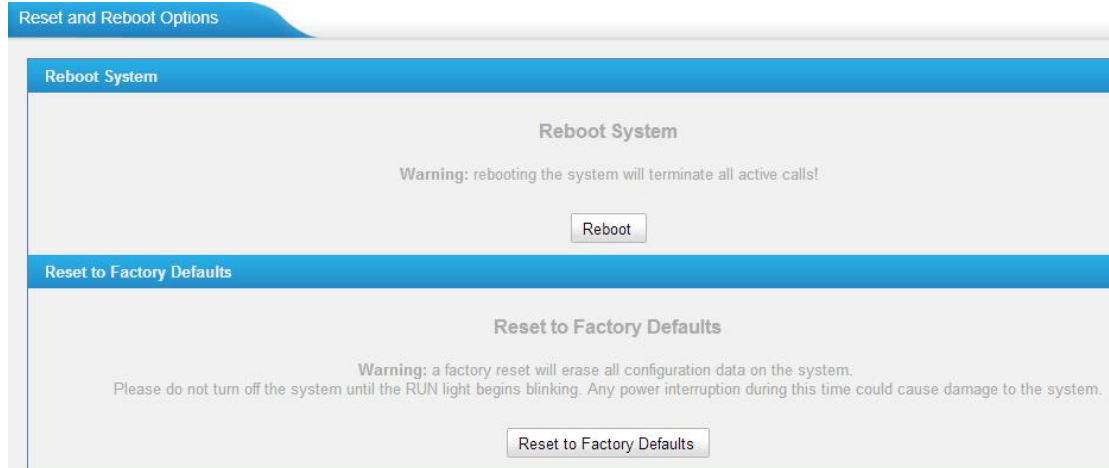 Reset and Reboot Options
Reboot System
Reboot System
Warning: rebooting the system will terminate all active calls!
Reboot
Reset to Factory Defaults
Reset to Factory Defaults
Warning: a factory reset will erase all configuration data on the system.
Please do not turn off the system until the RUN light begins blinking. Any power interruption during this time could cause damage to the system.
Reset to Factory Defaults